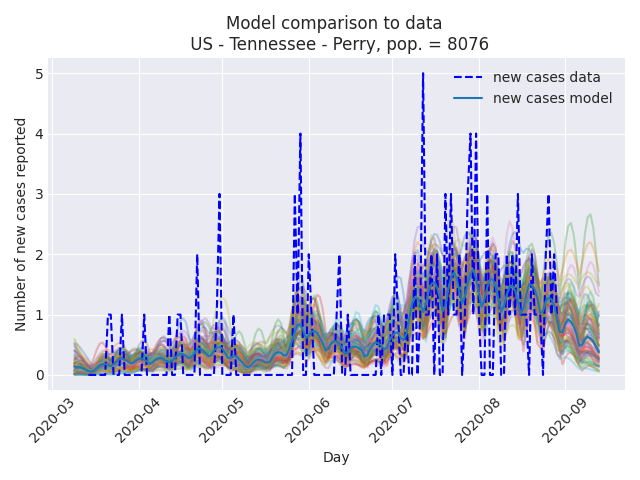 Model comparison to data
US - Tennessee - Perry, pop. = 8076
new cases data
new cases model
Number of new cases reported
5
4
3
2
1
0
2020-03
2020-04
2020-05
2020-06
2020-07
2020-08
2020-09
Day